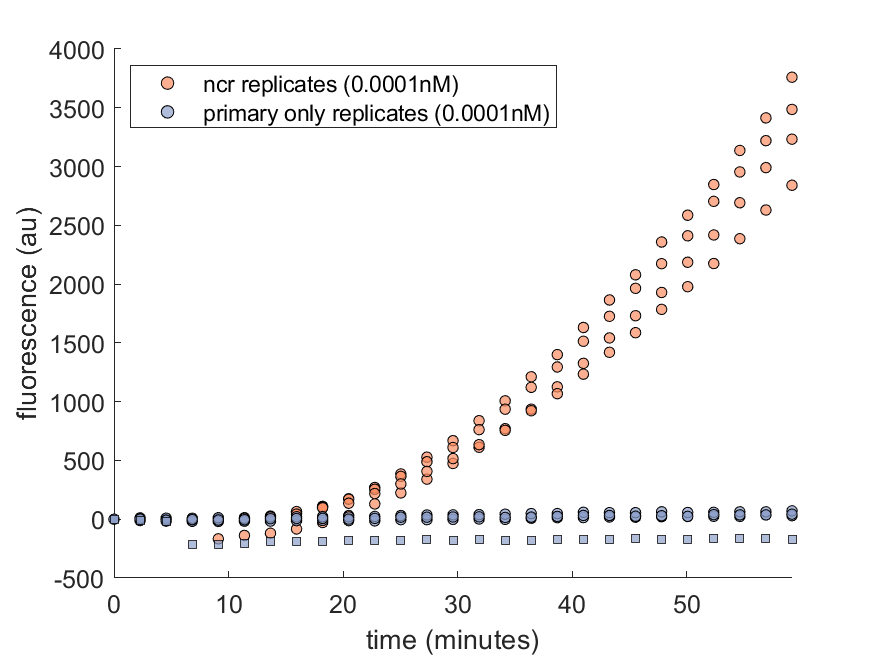 4000
3500
3000
2500
2000
1500
1000
500
0
-500
fluorescence (au)
ncr replicates (0.0001nM)
primary only replicates (0.0001nM)
0 10 20 30 40 50
time (minutes)